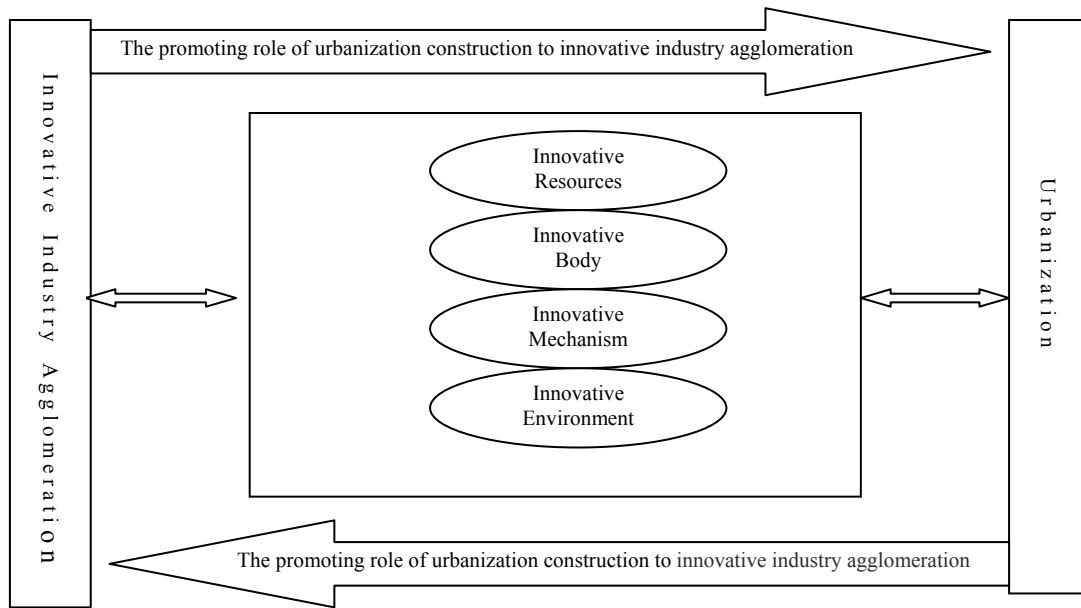 The promoting role of urbanization construction to innovative industry agglomeration
Innovative Industry Agglomeration
Innovative
Resources
Innovative
Body
Innovative
Mechanism
Innovative
Environment
Urbanization
The promoting role of urbanization construction to innovative industry agglomeration